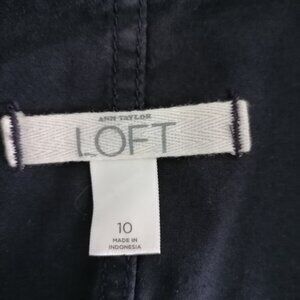 ANN TAYLOR
LOFT
10
MADE IN
INDONESIA